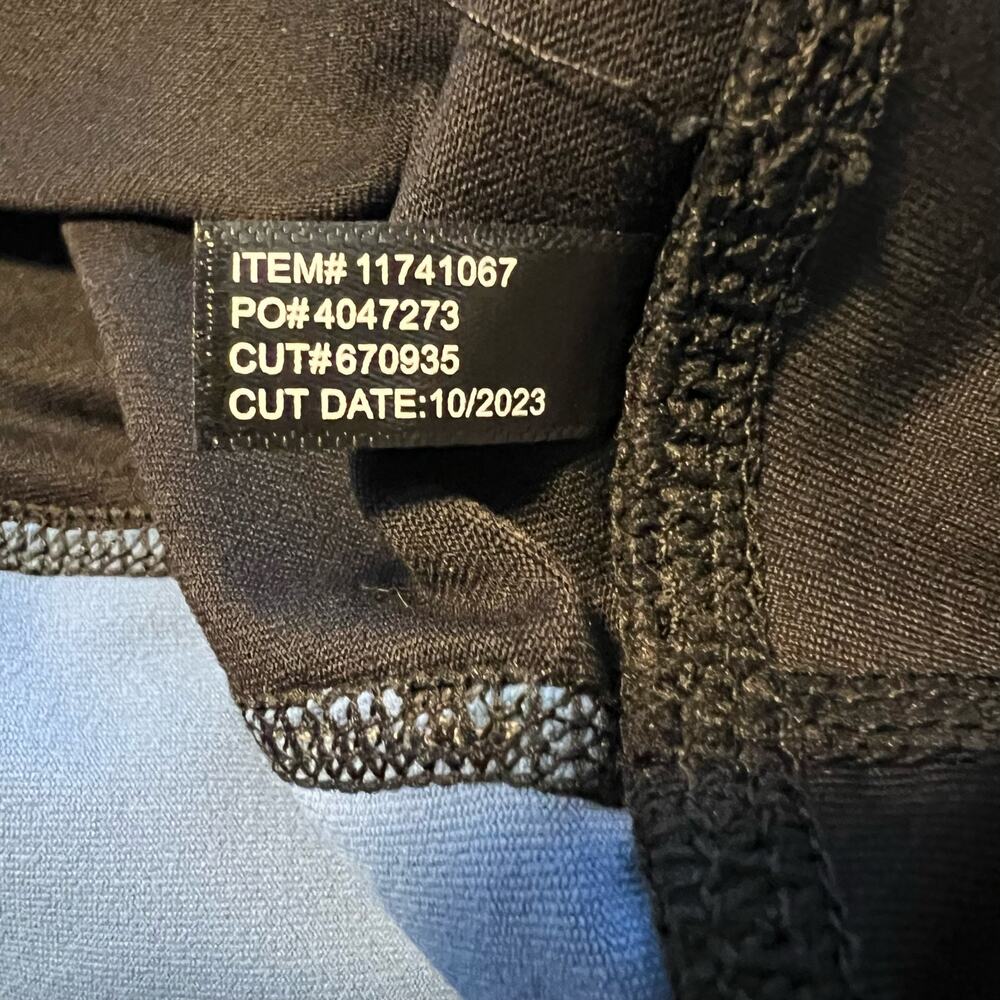 ITEM# 11741067
PO#4047273
CUT#670935
CUT DATE:10/2023